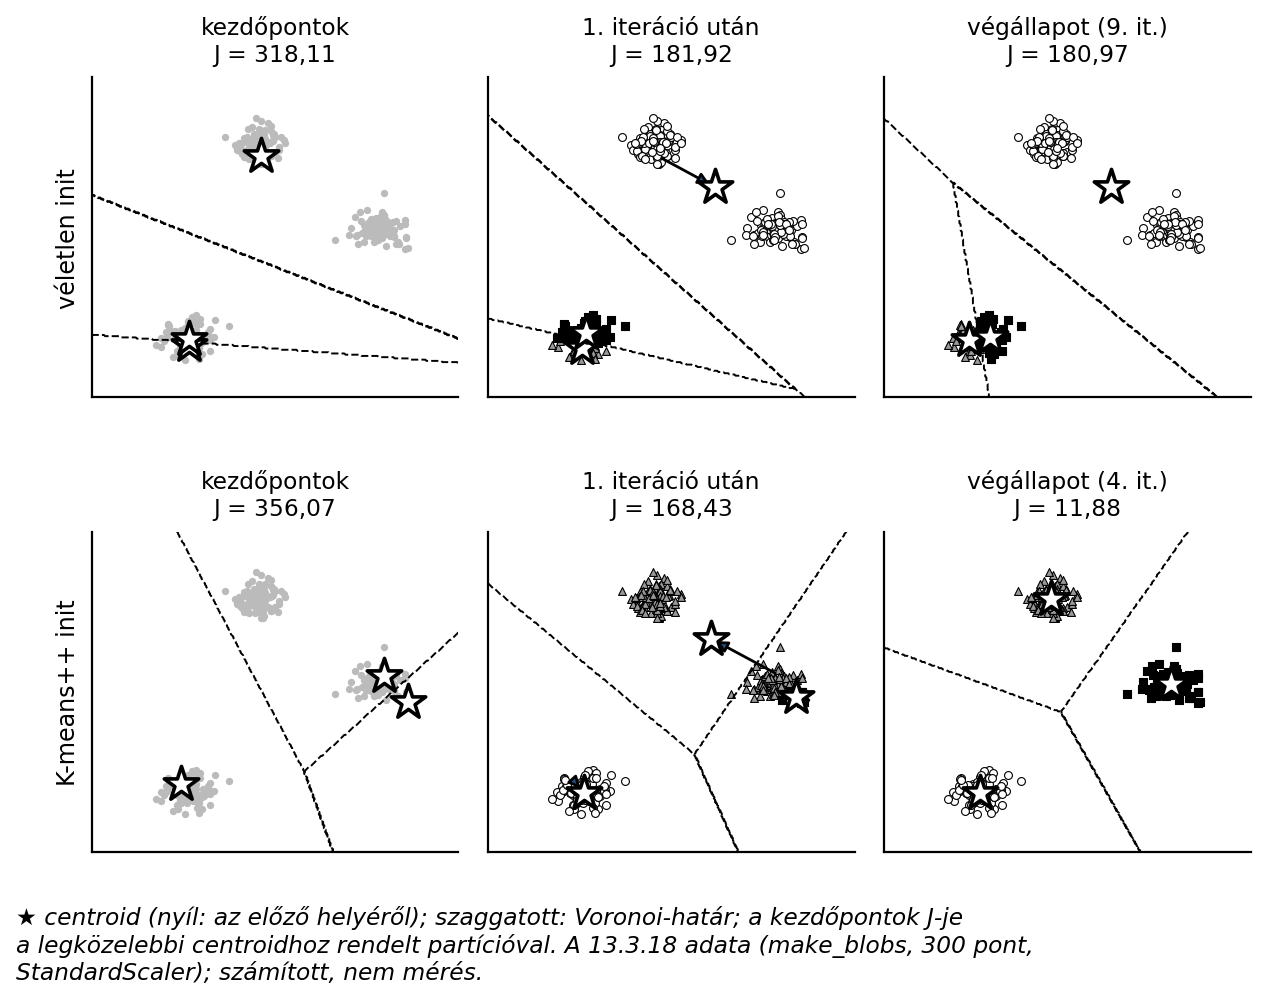 kezdőpontok
J = 318,11
1. iteráció után
J = 181,92
végállapot (9. it.)
J = 180,97
véletlen init
kezdőpontok
J = 356,07
1. iteráció után
J = 168,43
végállapot (4. it.)
J = 11,88
K-means++ init
★ centroid (nyíl: az előző helyéről); szaggatott: Voronoi-határ; a kezdőpontok J-je
a legközelebbi centroidhoz rendelt partícióval. A 13.3.18 adata (make_blobs, 300 pont,
StandardScaler); számított, nem mérés.